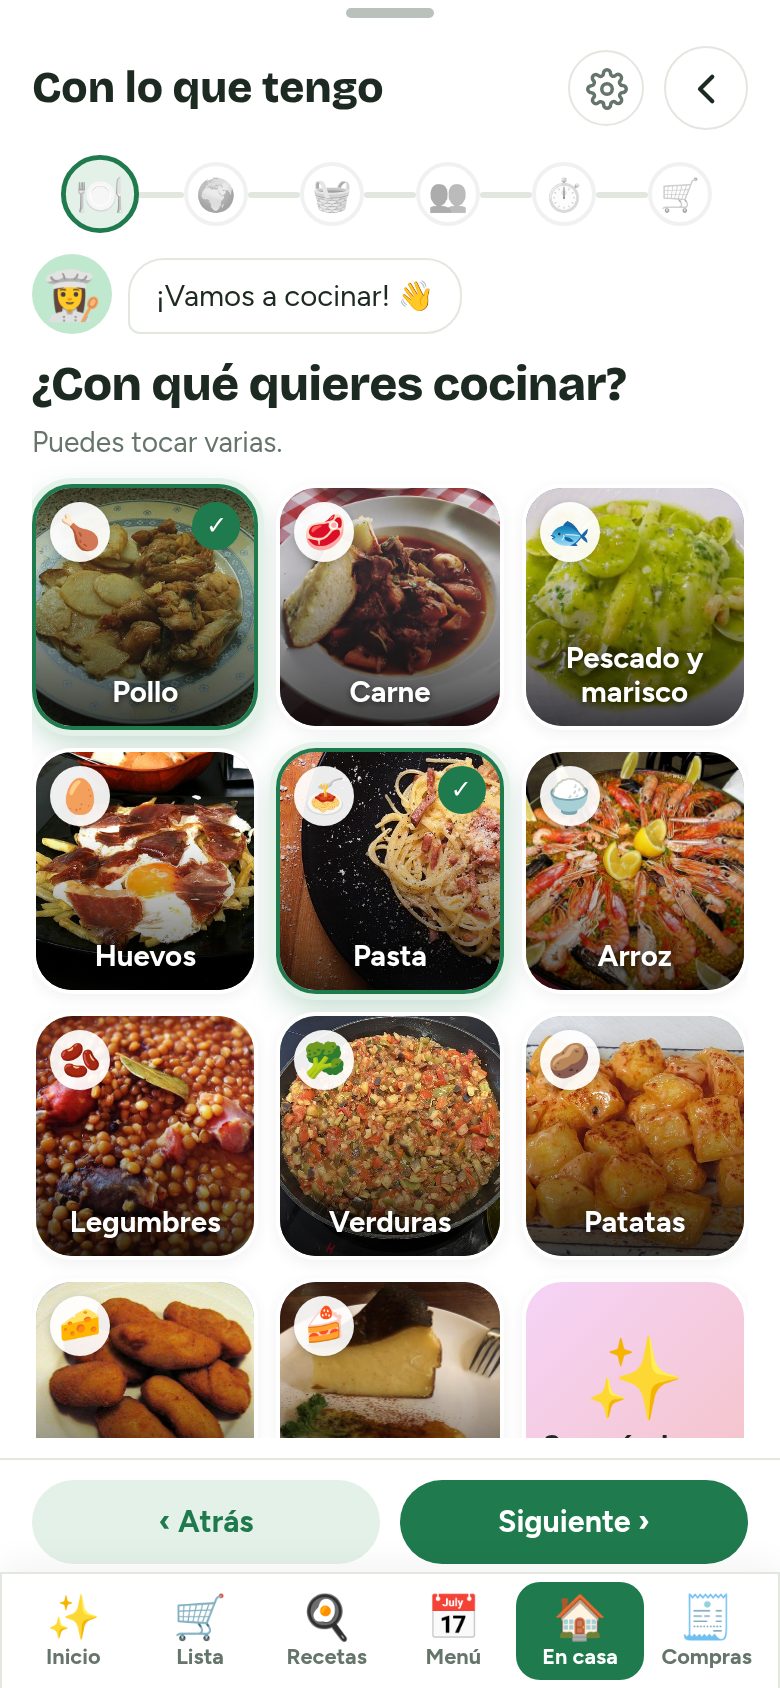 Con lo que tengo
¡Vamos a cocinar! 👋
¿Con qué quieres cocinar?
Puedes tocar varias.
Pollo
Carne
Pescado y
marisco
Huevos
Pasta
Arroz
Legumbres
Verduras
Patatas
‹ Atrás
Siguiente ›
July
17
Inicio
Lista
Recetas
Menú
En casa
Compras